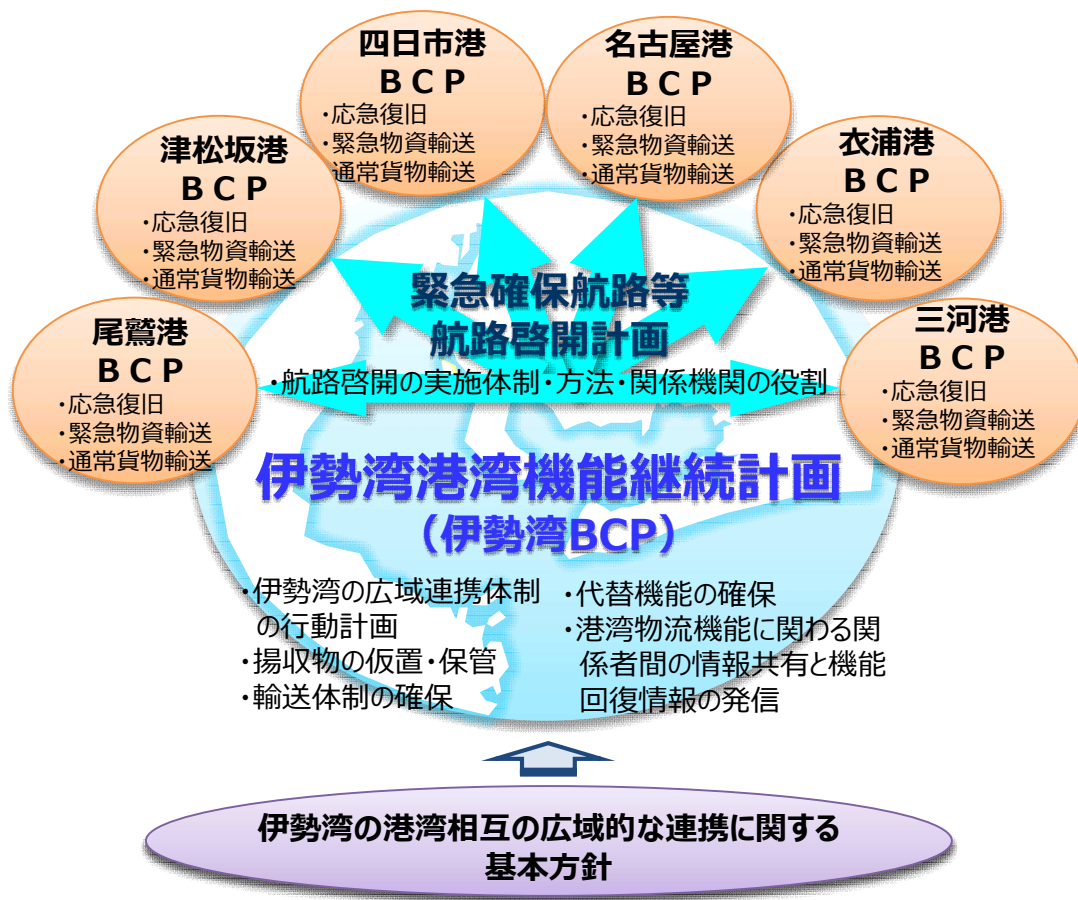 四日市港
BCP
・応急復旧
・緊急物資輸送
・通常貨物輸送
名古屋港
BCP
・応急復旧
・緊急物資輸送
・通常貨物輸送
津松坂港
BCP
・応急復旧
・緊急物資輸送
・通常貨物輸送
衣浦港
BCP
・応急復旧
・緊急物資輸送
・通常貨物輸送
尾鷲港
BCP
・応急復旧
・緊急物資輸送
・通常貨物輸送
三河港
BCP
・応急復旧
・緊急物資輸送
・通常貨物輸送
緊急確保航路等
航路啓開計画
・航路啓開の実施体制・方法・関係機関の役割
伊勢湾港湾機能継続計画
（伊勢湾BCP）
・伊勢湾の広域連携体制
の行動計画
・揚収物の仮置・保管
・輸送体制の確保
・代替機能の確保
・港湾物流機能に関わる関
係者間の情報共有と機能
回復情報の発信
伊勢湾の港湾相互の広域的な連携に関する
基本方針